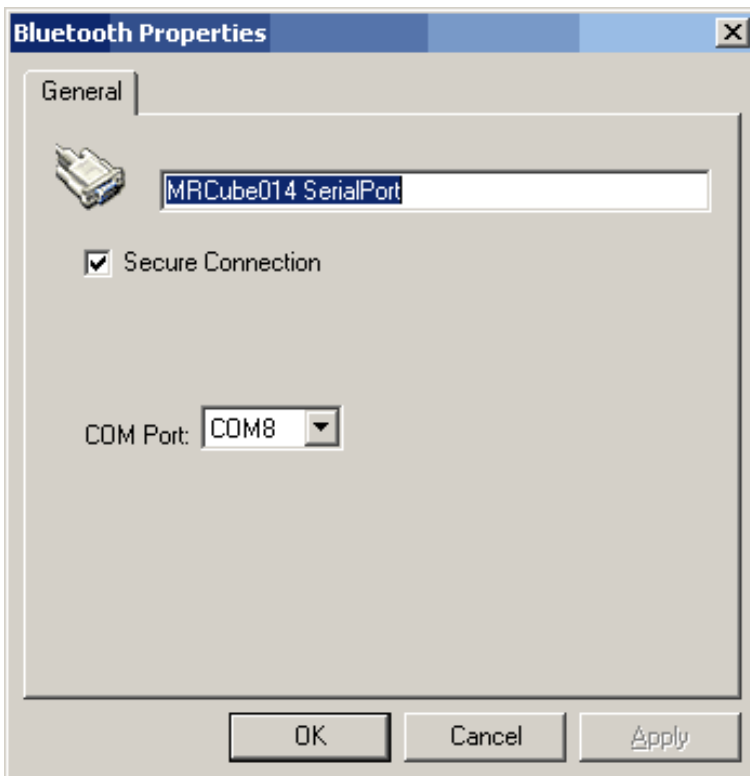 Bluetooth Properties
General
MRCube014 SerialPort
Secure Connection
COM Port: COM8
OK Cancel Apply